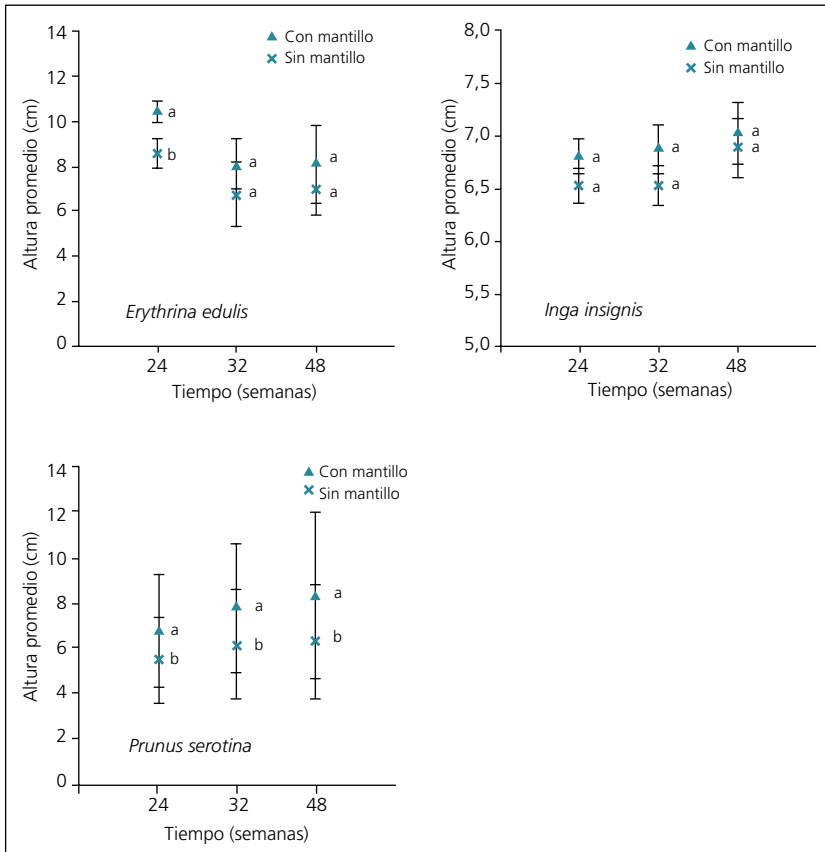 14
12
10
8
6
4
2
0
Altura promedio (cm)
Con mantillo
Sin mantillo
a
b
a
a
a
a
Erythrina edulis
24 32 48
Tiempo (semanas)
8,0
7,5
7,0
6,5
6,0
5,5
5,0
Altura promedio (cm)
Con mantillo
Sin mantillo
a
a
a
a
a
a
Inga insignis
24 32 48
Tiempo (semanas)
14
12
10
8
6
4
2
0
Altura promedio (cm)
Con mantillo
Sin mantillo
a
b
a
b
a
b
Prunus serotina
24 32 48
Tiempo (semanas)